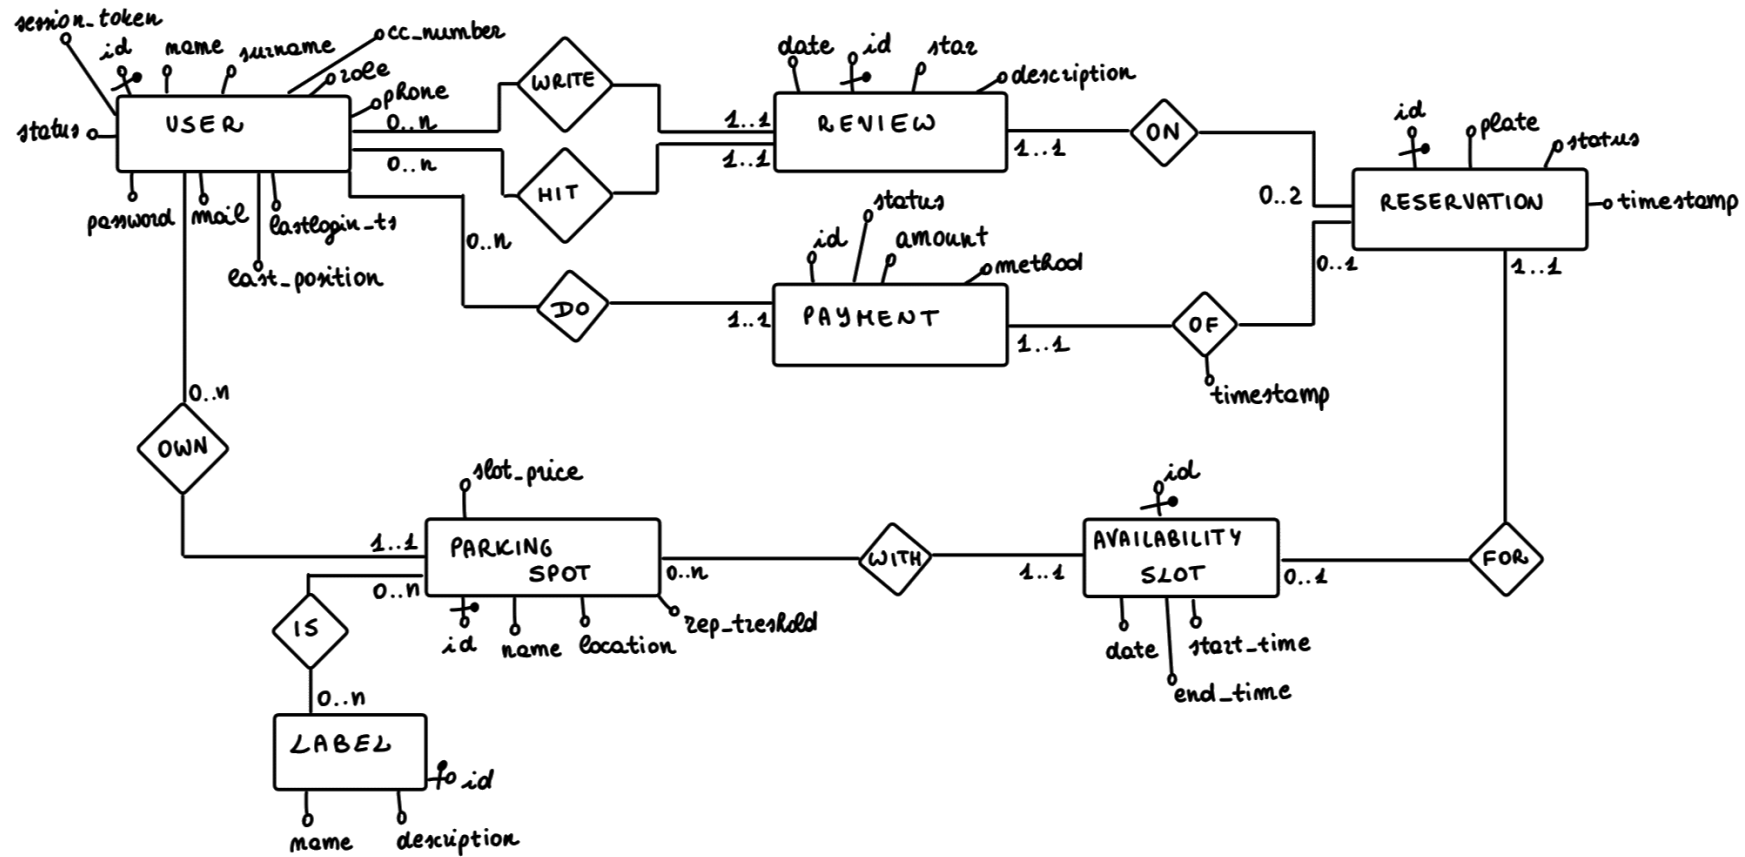 session_token
id
name
surname
cc_number
role
phone
status
USER
password
mail
lastlogin_ts
last_position
0..n
WRITE
1..1
0..n
HIT
1..1
date
id
star
description
REVIEW
1..1
ON
0..2
id
plate
status
timestamp
RESERVATION
0..n
DO
1..1
id
status
amount
method
PAYMENT
1..1
OF
timestamp
0..1
1..1
0..n
OWN
1..1
slot_price
PARKING
SPOT
id
name
location
rep_treshold
0..n
WITH
1..1
id
AVAILABILITY
SLOT
date
start_time
end_time
0..1
FOR
0..n
IS
0..n
LABEL
id
name
description